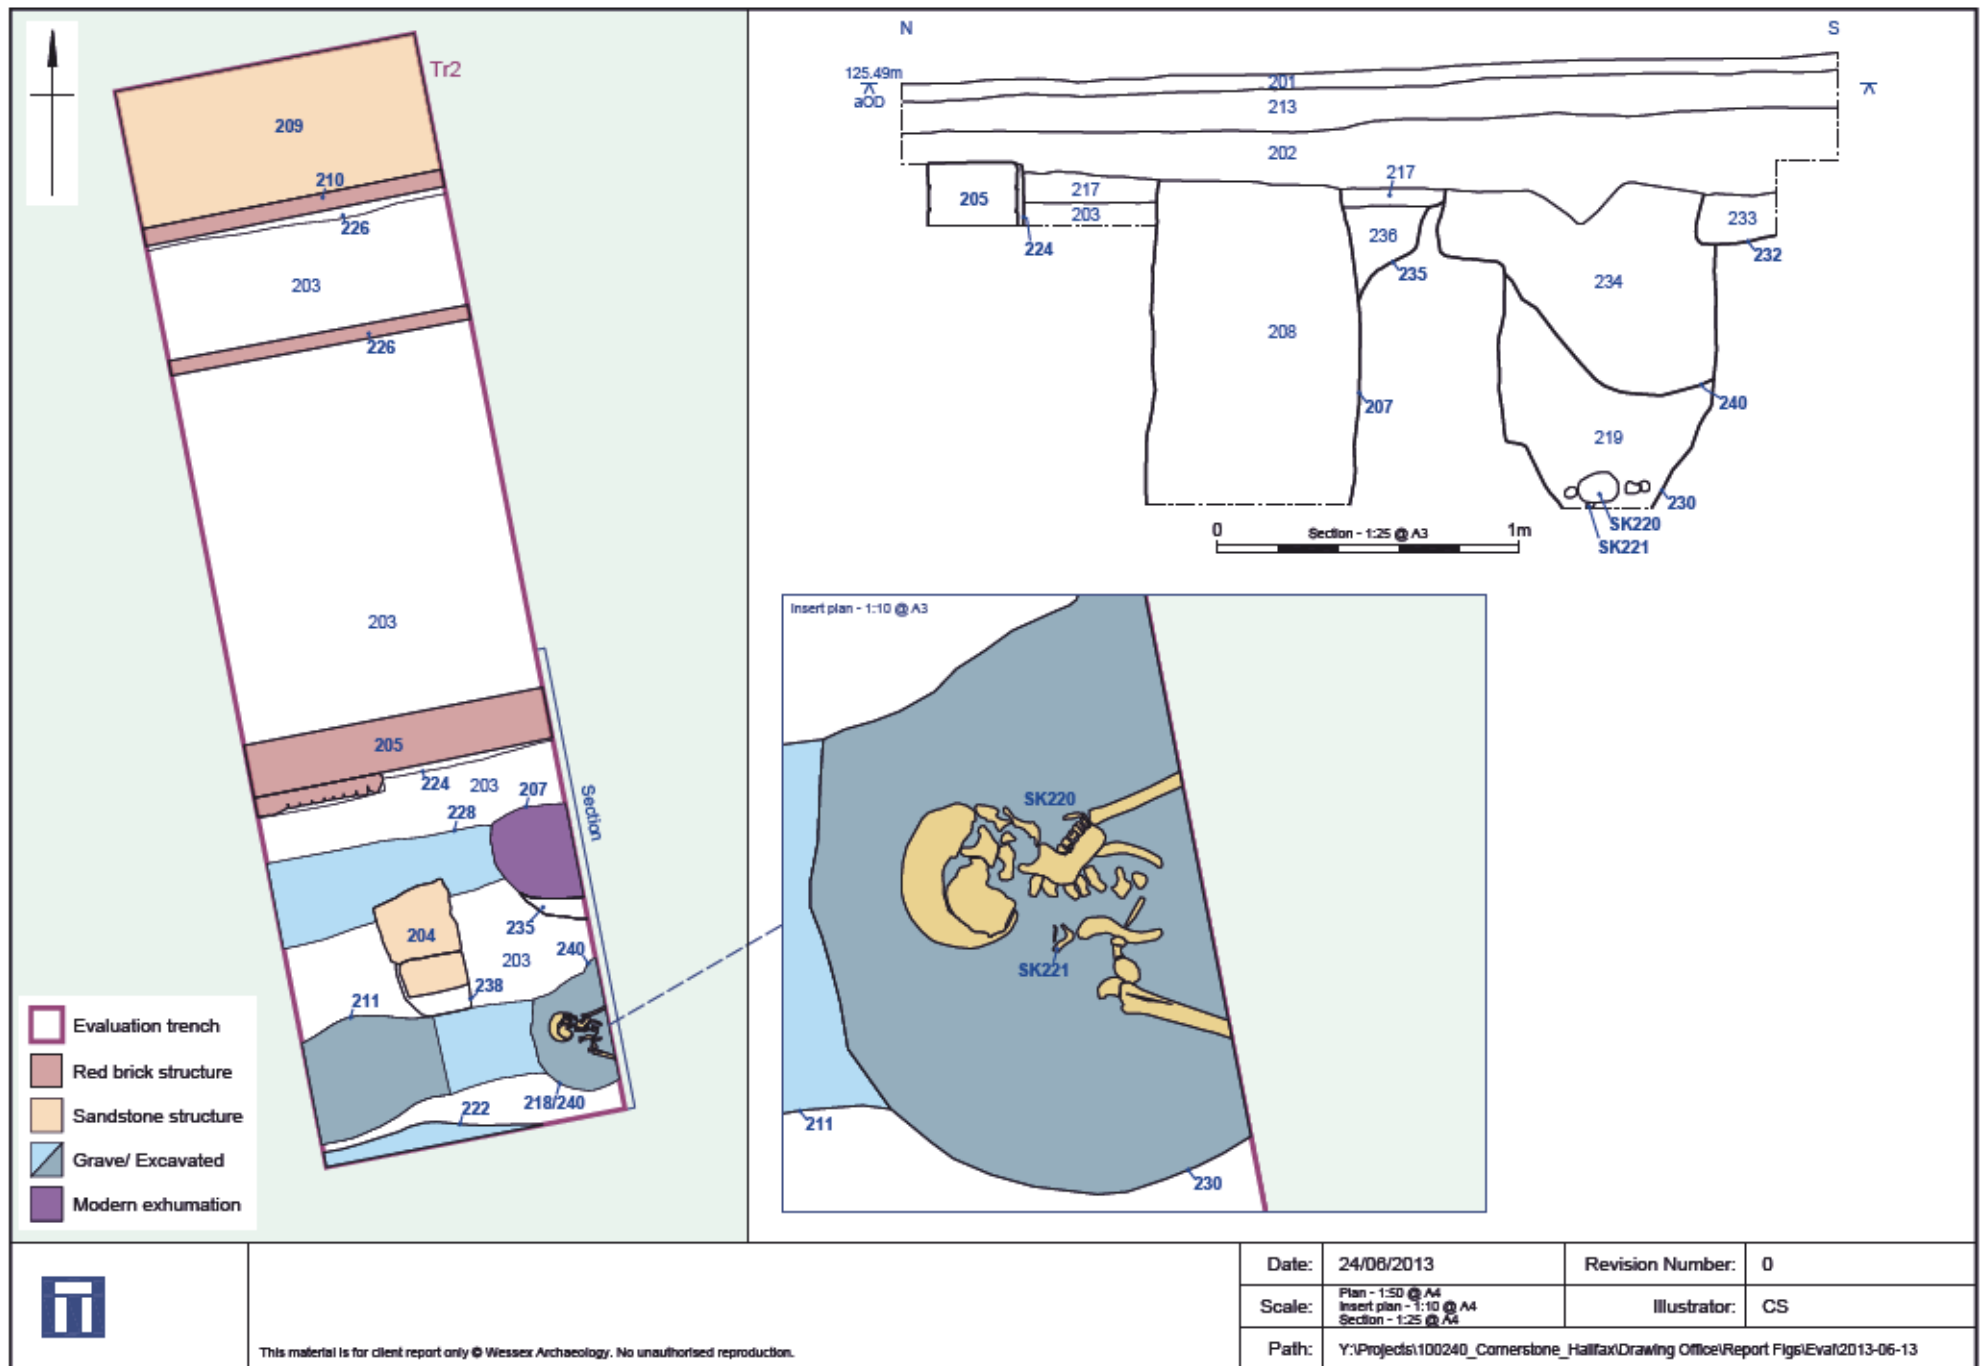 Tr2
209
210
226
203
226
203
205
224
203
207
228
235
204
203
240
238
211
218/240
222
Section
Evaluation trench
Red brick structure
Sandstone structure
Grave/ Excavated
Modern exhumation
N
S
125.49m
aOD
201
213
202
217
217
205
203
224
236
235
233
232
234
208
207
240
219
230
SK220
SK221
0
Section - 1:25 @ A3
1m
Insert plan - 1:10 @ A3
SK220
SK221
211
230
Date: 24/06/2013 Revision Number: 0
Scale: Plan - 1:50 @ A4
Insert plan - 1:10 @ A4
Section - 1:25 @ A4
Illustrator: CS
Path: Y:\Projects\100240_Cornerstone_Halifax\Drawing Office\Report Figs\Eval\2013-06-13
This material is for client report only © Wessex Archaeology. No unauthorised reproduction.